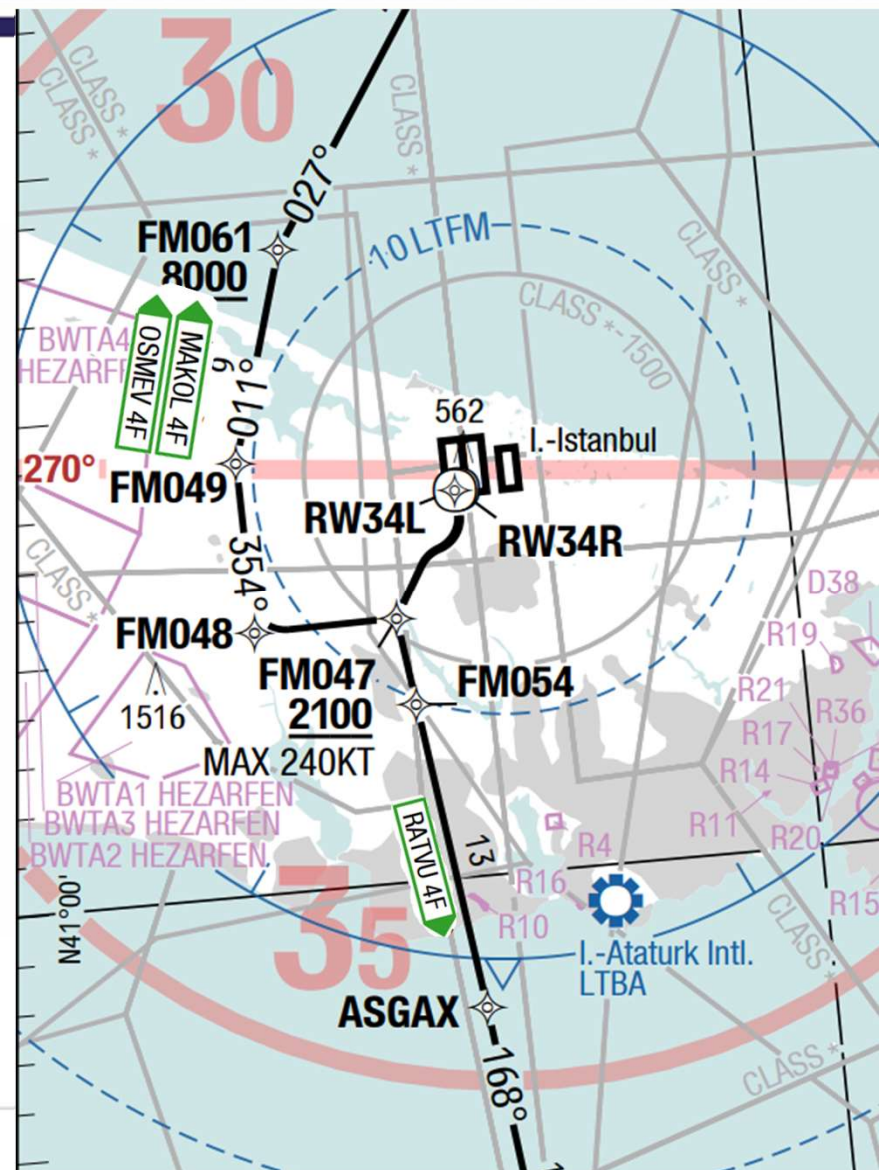 30
CLASS *
CLASS *
CLASS *
027°
FM061
8000
10 LTFM
CLASS *
CLASS *-1500
BWTA4
OSMEV 4F
MAKOL 4F
9
011°
562
I.-Istanbul
270°
FM049
RW34L
RW34R
CLASS *
354°
D38
FM048
R19
FM047
2100
MAX 240KT
FM054
R21
1516
R36
R17
R14
BWTA1 HEZARFEN
BWTA3 HEZARFEN
BWTA2 HEZARFEN
RATVU 4F
13
R4
R11
R20
R16
R10
R15
N41°00'
35
I.-Ataturk Intl.
LTBA
CLASS *
ASGAX
168°
CLASS *